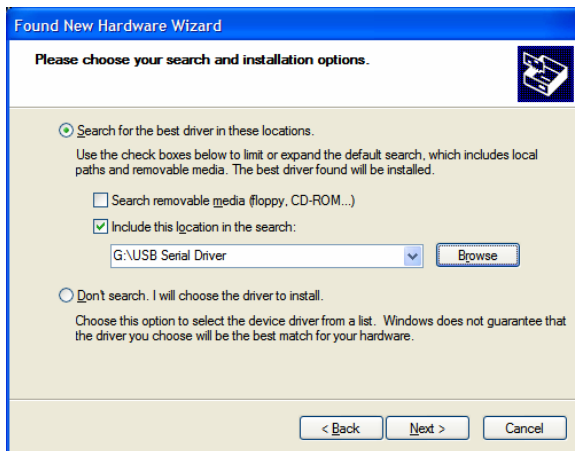 Found New Hardware Wizard
Please choose your search and installation options.
Search for the best driver in these locations.
Use the check boxes below to limit or expand the default search, which includes local
paths and removable media. The best driver found will be installed.
Search removable media (floppy, CD-ROM...)
Include this location in the search:
G:\USB Serial Driver
Browse
Don't search. I will choose the driver to install.
Choose this option to select the device driver from a list. Windows does not guarantee that
the driver you choose will be the best match for your hardware.
< Back Next > Cancel